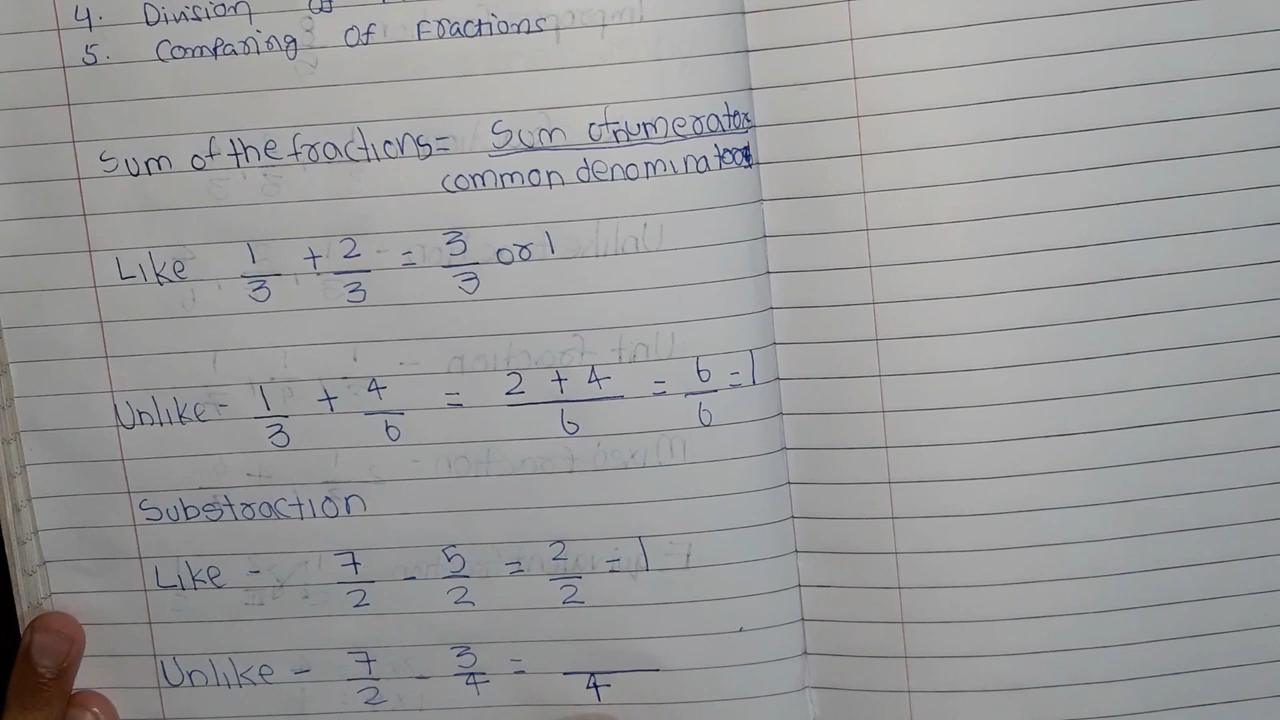 4. Division of
5. Comparing Of Fractions
Sum of the fractions = Sum of numerator
common denominator
Like 1/3 + 2/3 = 3/3 or 1
Unlike - 1/3 + 4/6 = 2 + 4/6 = 6/6 = 1
Substraction
Like - 7/2 - 5/2 = 2/2 = 1
Unlike - 7/2 - 3/4 = /4